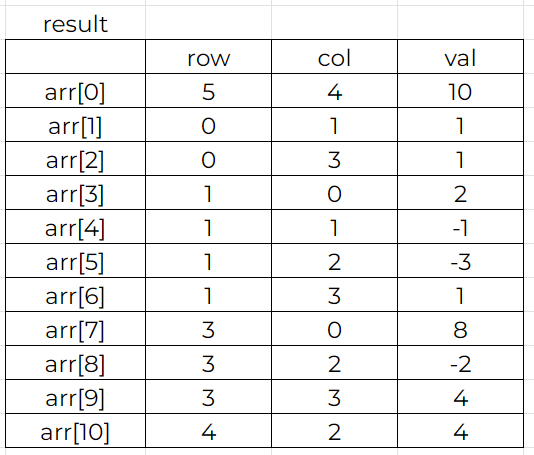 result
row col val
arr[0] 5 4 10
arr[1] 0 1 1
arr[2] 0 3 1
arr[3] 1 0 2
arr[4] 1 1 -1
arr[5] 1 2 -3
arr[6] 1 3 1
arr[7] 3 0 8
arr[8] 3 2 -2
arr[9] 3 3 4
arr[10] 4 2 4